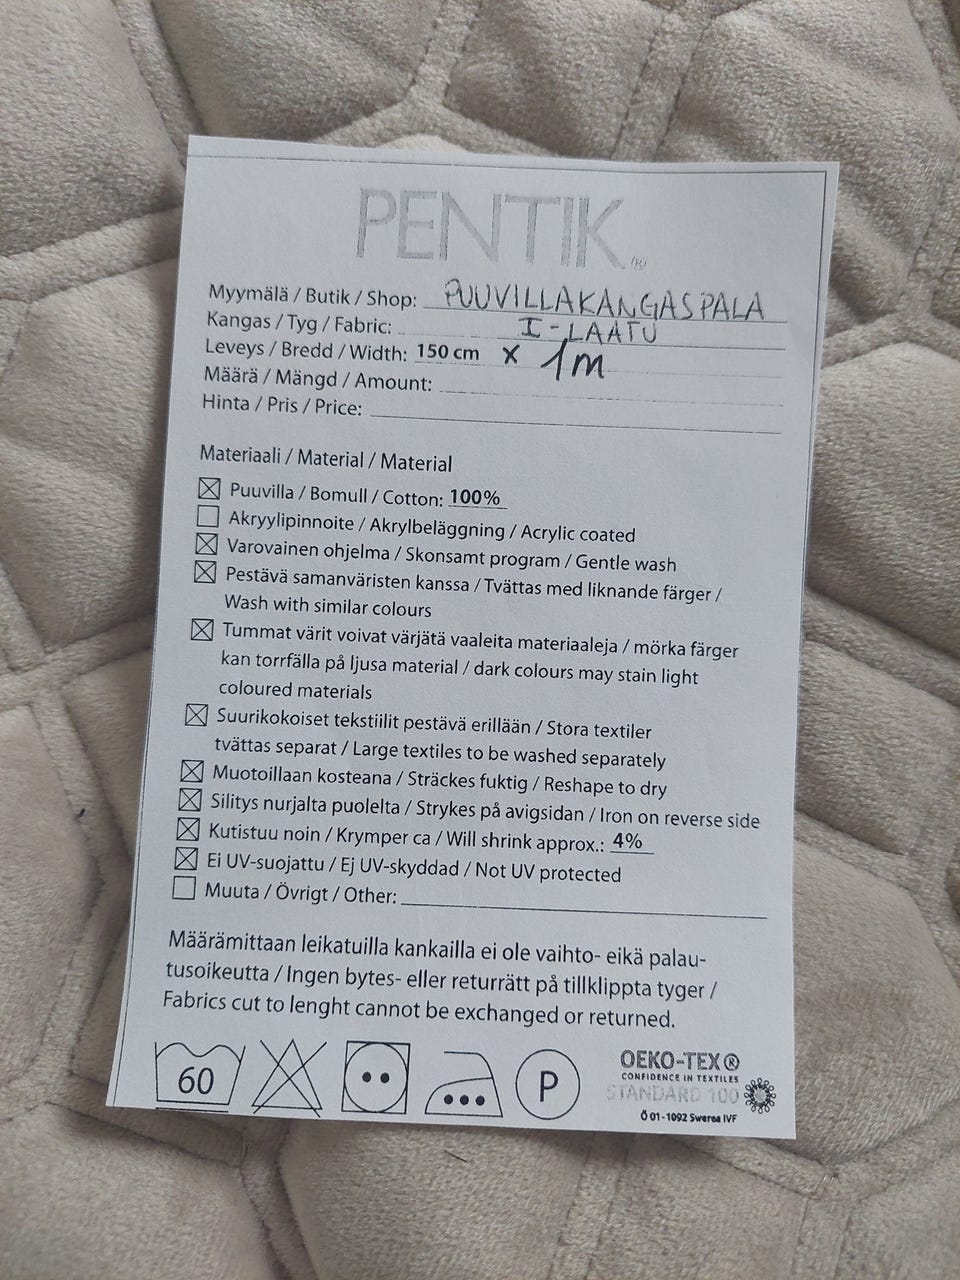 PENTIK®
Myymälä / Butik / Shop: PUUVILLAKANGASPALA
Kangas / Tyg / Fabric: I-LAATU
Leveys / Bredd / Width: 150 cm x 1m
Määrä / Mängd / Amount:
Hinta / Pris / Price:
Materiaali / Material / Material
☒ Puuvilla / Bomull / Cotton: 100%
☐ Akryylipinnoite / Akrylbeläggning / Acrylic coated
☒ Varovainen ohjelma / Skonsamt program / Gentle wash
☒ Pestävä samanväristen kanssa / Tvättas med liknande färger /
Wash with similar colours
☒ Tummat värit voivat värjätä vaaleita materiaaleja / mörka färger
kan torrfälla på ljusa material / dark colours may stain light
coloured materials
☒ Suurikokoiset tekstiilit pestävä erillään / Stora textiler
tvättas separat / Large textiles to be washed separately
☒ Muotoillaan kosteana / Sträckes fuktig / Reshape to dry
☒ Silitys nurjalta puolelta / Strykes på avigsidan / Iron on reverse side
☒ Kutistuu noin / Krymper ca / Will shrink approx.: 4%
☒ Ei UV-suojattu / Ej UV-skyddad / Not UV protected
☐ Muuta / Övrigt / Other:
Määrämittaan leikatuilla kankailla ei ole vaihto- eikä palau-
tusoikeutta / Ingen bytes- eller returrätt på tillklippta tyger /
Fabrics cut to lenght cannot be exchanged or returned.
60 P
OEKO-TEX®
CONFIDENCE IN TEXTILES
STANDARD 100
Ö 01-1092 Swerea IVF